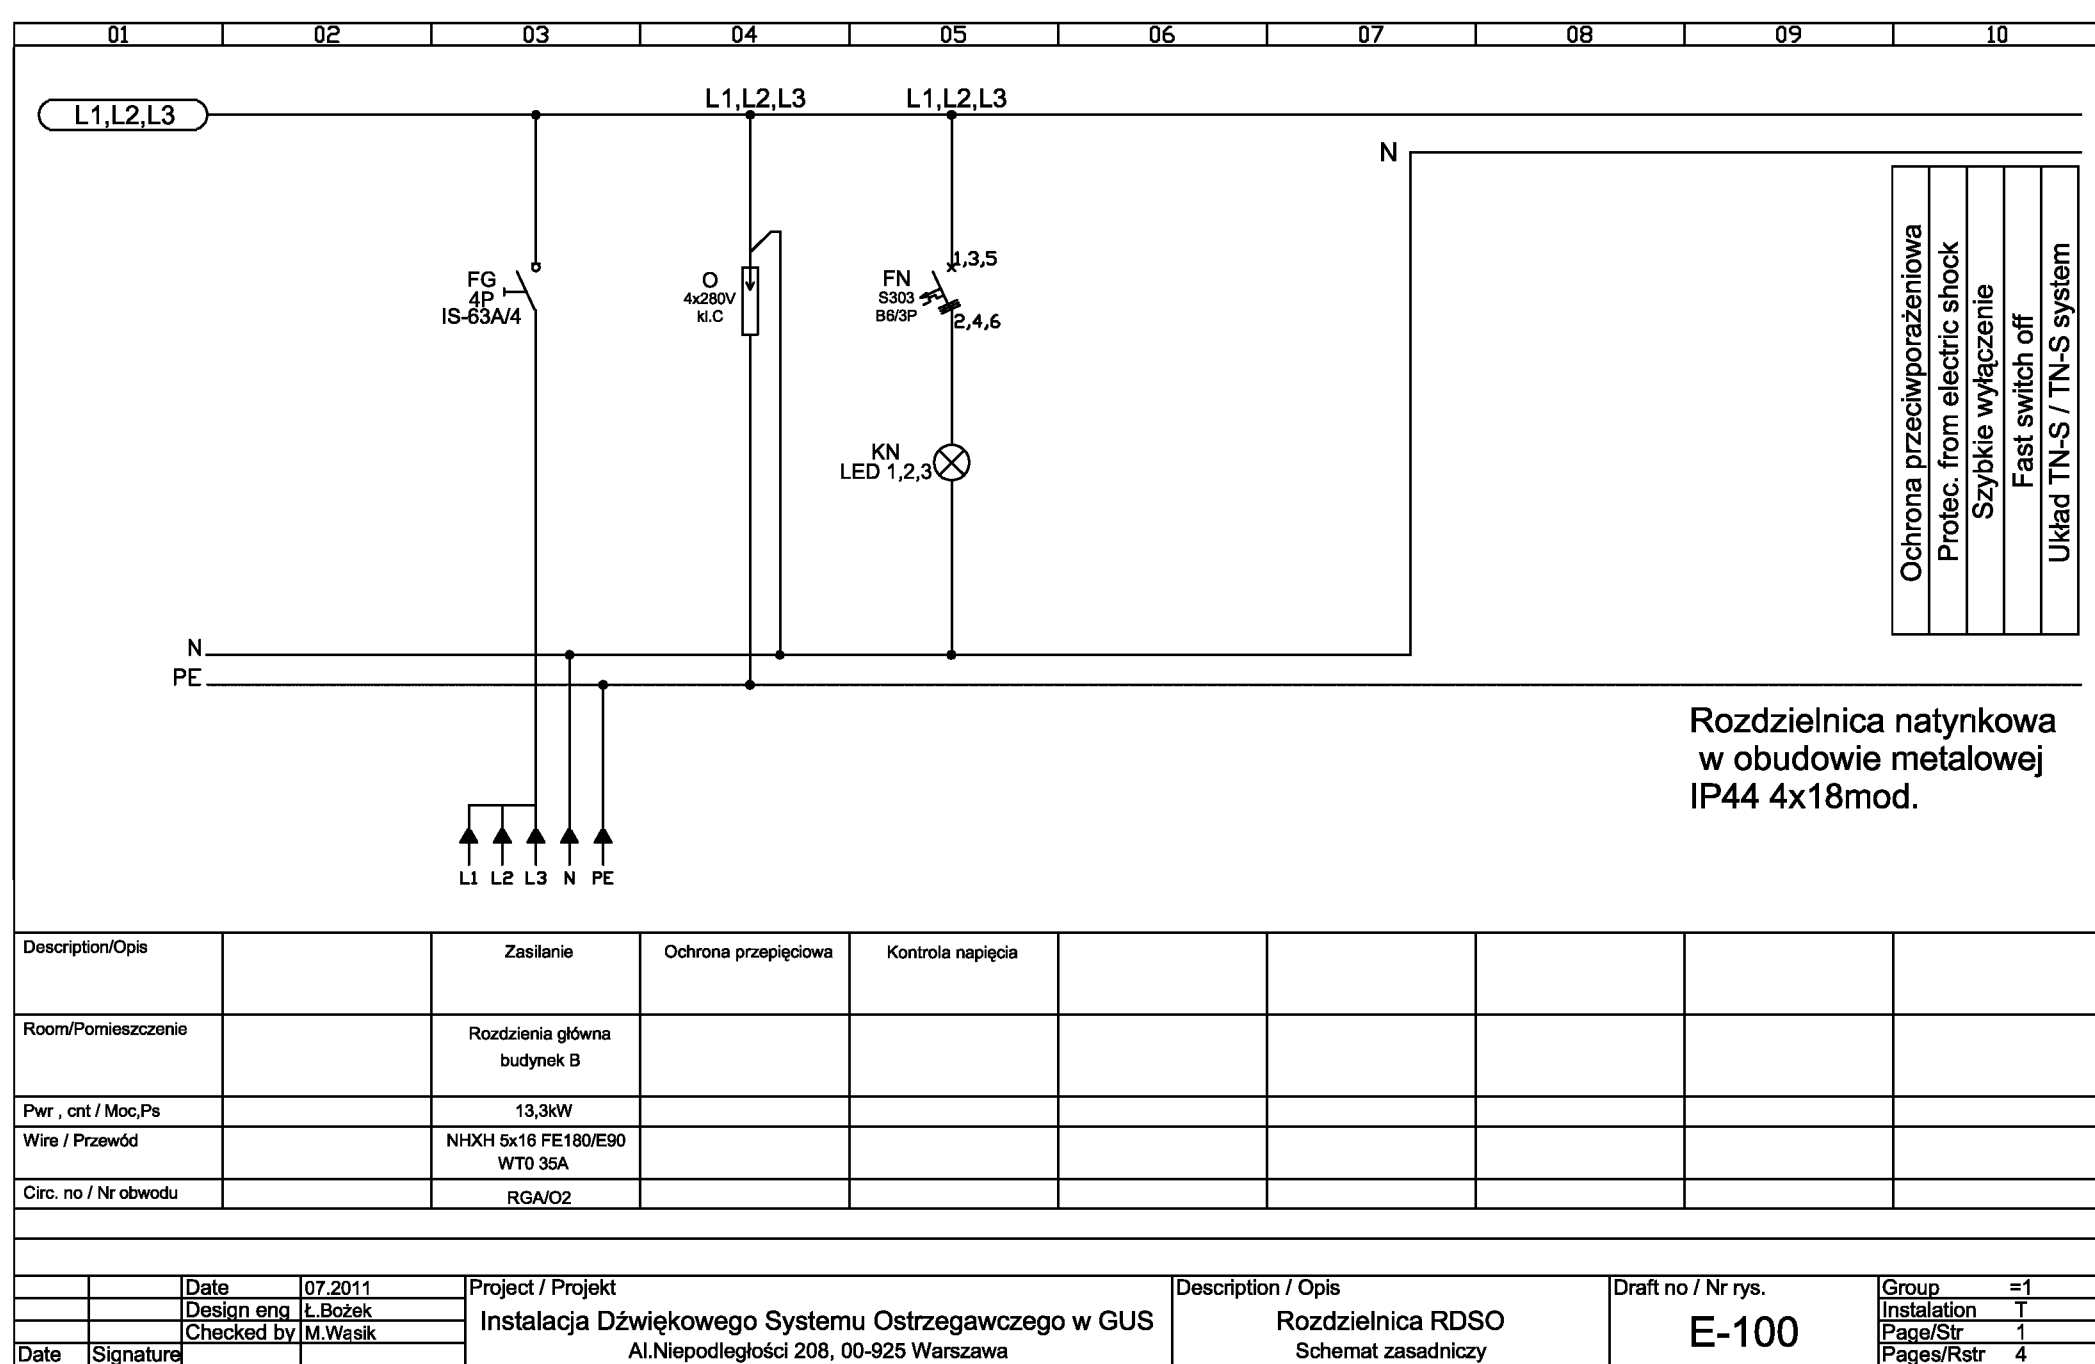 01 02 03 04 05 06 07 08 09 10
L1,L2,L3
L1,L2,L3
L1,L2,L3
N
FG
4P
IS-63A/4
O
4x280V
kl.C
FN
S303
B6/3P
1,3,5
2,4,6
KN
LED 1,2,3
Ochrona przeciwporażeniowa
Protec. from electric shock
Szybkie wyłączenie
Fast switch off
Układ TN-S / TN-S system
N
PE
Rozdzielnica natynkowa
w obudowie metalowej
IP44 4x18mod.
L1 L2 L3 N PE
Description/Opis Zasilanie Ochrona przepięciowa Kontrola napięcia
Room/Pomieszczenie Rozdzienia główna
budynek B
Pwr , cnt / Moc,Ps 13,3kW
Wire / Przewód NHXH 5x16 FE180/E90
WT0 35A
Circ. no / Nr obwodu RGA/O2
Date 07.2011
Design eng Ł.Bożek
Checked by M.Wąsik
Date Signature
Project / Projekt
Instalacja Dźwiękowego Systemu Ostrzegawczego w GUS
Al.Niepodległości 208, 00-925 Warszawa
Description / Opis
Rozdzielnica RDSO
Schemat zasadniczy
Draft no / Nr rys.
E-100
Group =1
Instalation T
Page/Str 1
Pages/Rstr 4